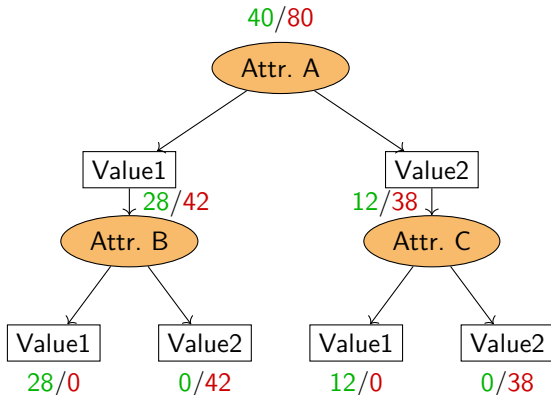 40/80
Attr. A
Value1 Value2
28/42 12/38
Attr. B Attr. C
Value1 Value2 Value1 Value2
28/0 0/42 12/0 0/38